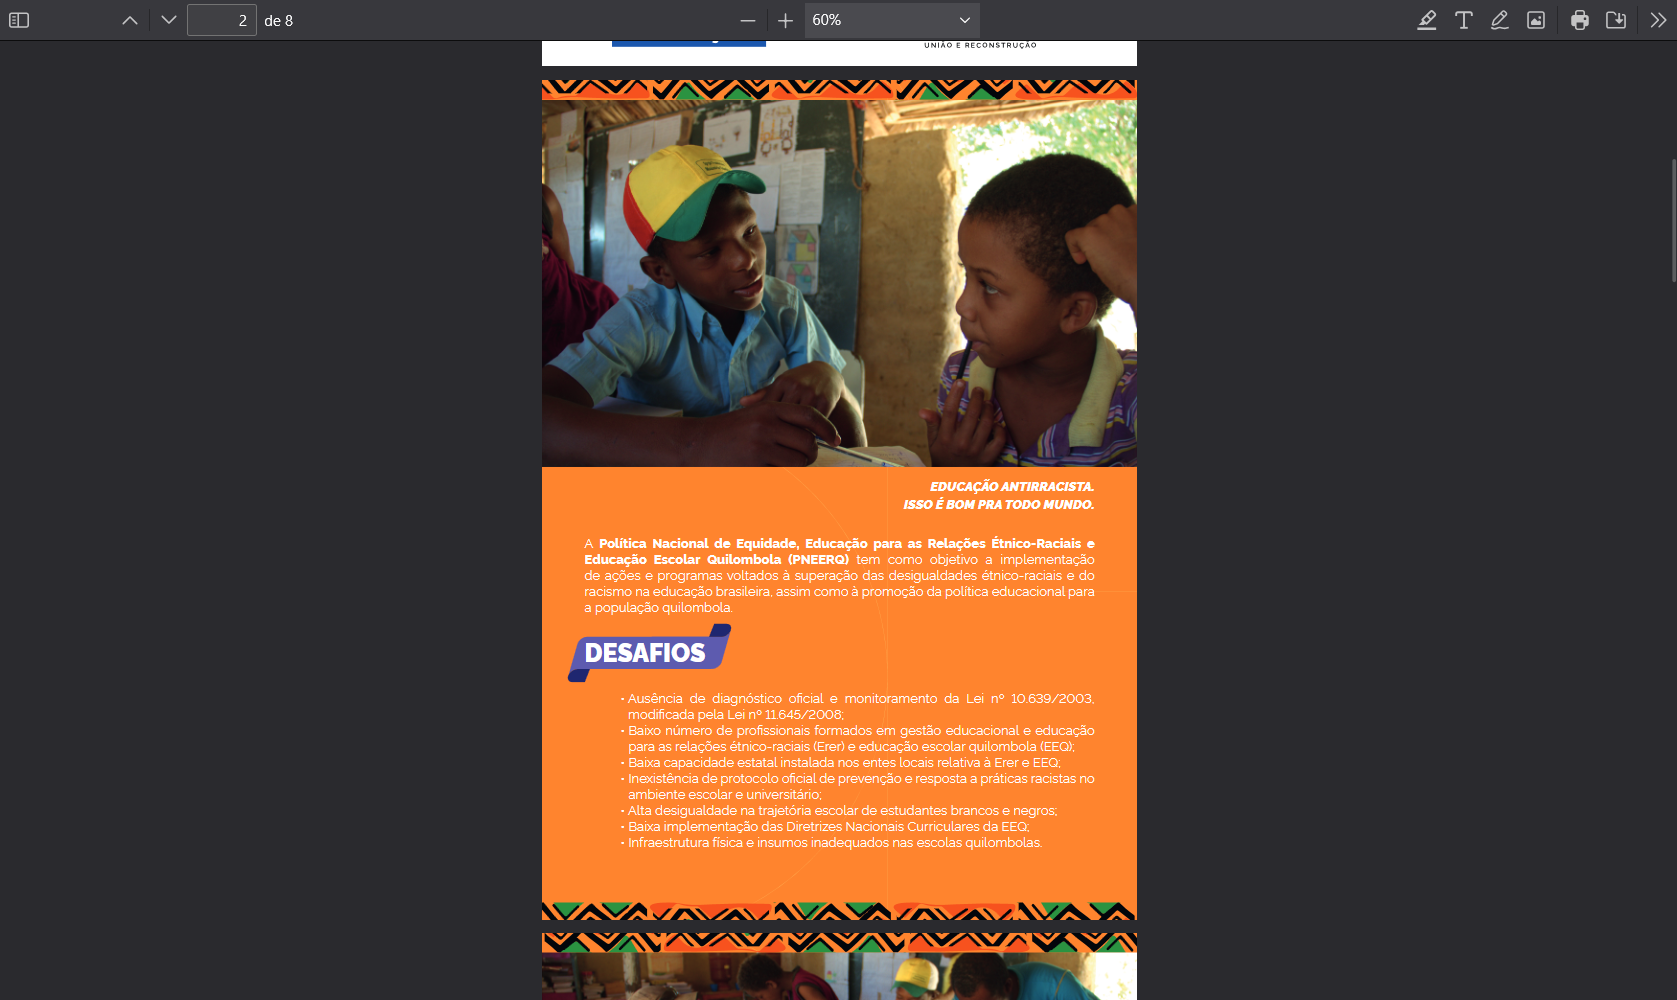 2
de 8
60%
UNIÃO E RECONSTRUÇÃO
EDUCAÇÃO ANTIRRACISTA.
ISSO É BOM PRA TODO MUNDO.
A Política Nacional de Equidade, Educação para as Relações Étnico-Raciais e
Educação Escolar Quilombola (PNEERQ) tem como objetivo a implementação
de ações e programas voltados à superação das desigualdades étnico-raciais e do
racismo na educação brasileira, assim como à promoção da política educacional para
a população quilombola.
DESAFIOS
• Ausência de diagnóstico oficial e monitoramento da Lei nº 10.639/2003,
modificada pela Lei nº 11.645/2008;
• Baixo número de profissionais formados em gestão educacional e educação
para as relações étnico-raciais (Erer) e educação escolar quilombola (EEQ);
• Baixa capacidade estatal instalada nos entes locais relativa à Erer e EEQ;
• Inexistência de protocolo oficial de prevenção e resposta a práticas racistas no
ambiente escolar e universitário;
• Alta desigualdade na trajetória escolar de estudantes brancos e negros;
• Baixa implementação das Diretrizes Nacionais Curriculares da EEQ;
• Infraestrutura física e insumos inadequados nas escolas quilombolas.